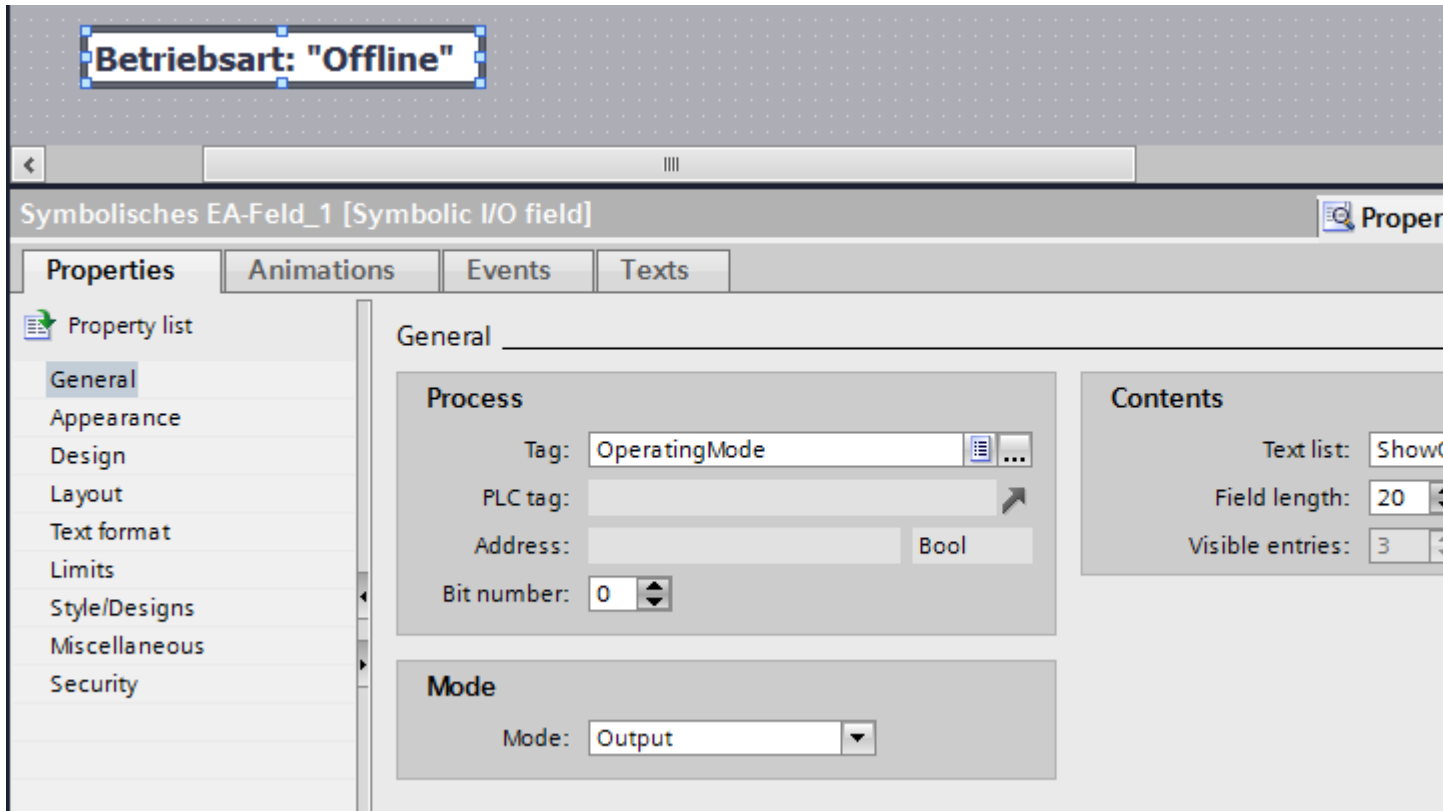 Betriebsart: "Offline"
Symbolisches EA-Feld_1 [Symbolic I/O field]
Properties Animations Events Texts
Property list
General
Appearance
Design
Layout
Text format
Limits
Style/Designs
Miscellaneous
Security
General
Process
Tag: OperatingMode ...
PLC tag:
Address: Bool
Bit number: 0
Mode
Mode: Output
Contents
Text list:
Field length: 20
Visible entries: 3